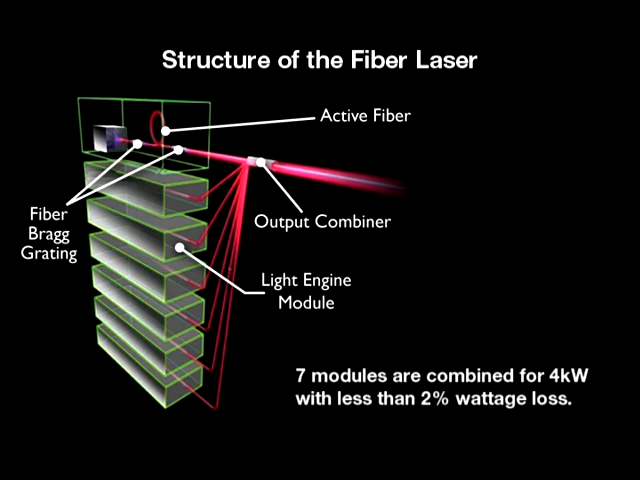 Structure of the Fiber Laser
Active Fiber
Fiber
Bragg
Grating
Output Combiner
Light Engine
Module
7 modules are combined for 4kW
with less than 2% wattage loss.